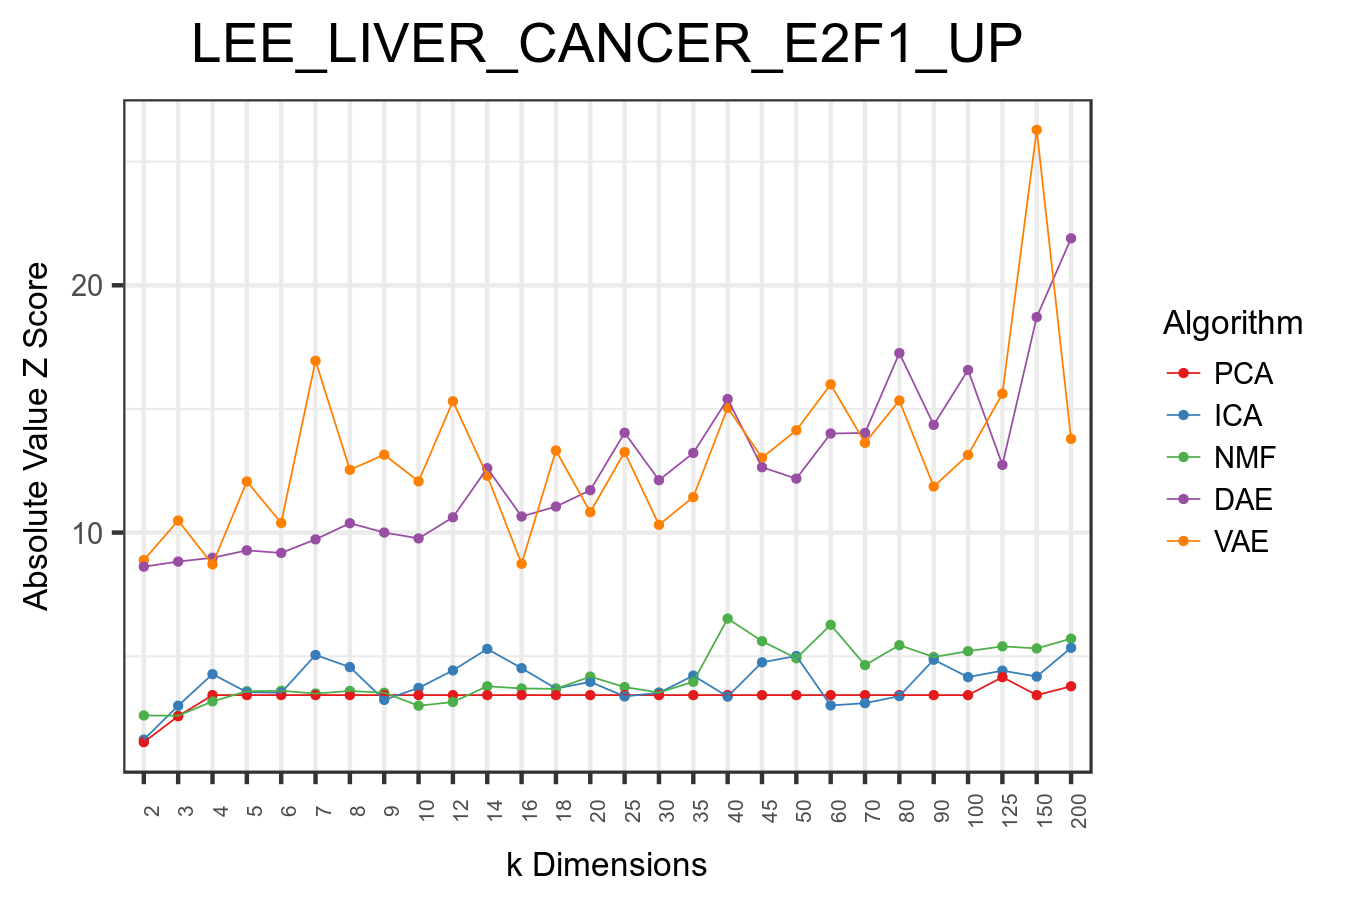 LEE_LIVER_CANCER_E2F1_UP
Absolute Value Z Score
20
10
2 3 4 5 6 7 8 9 10 12 14 16 18 20 25 30 35 40 45 50 60 70 80 90 100 125 150 200
k Dimensions
Algorithm
PCA
ICA
NMF
DAE
VAE